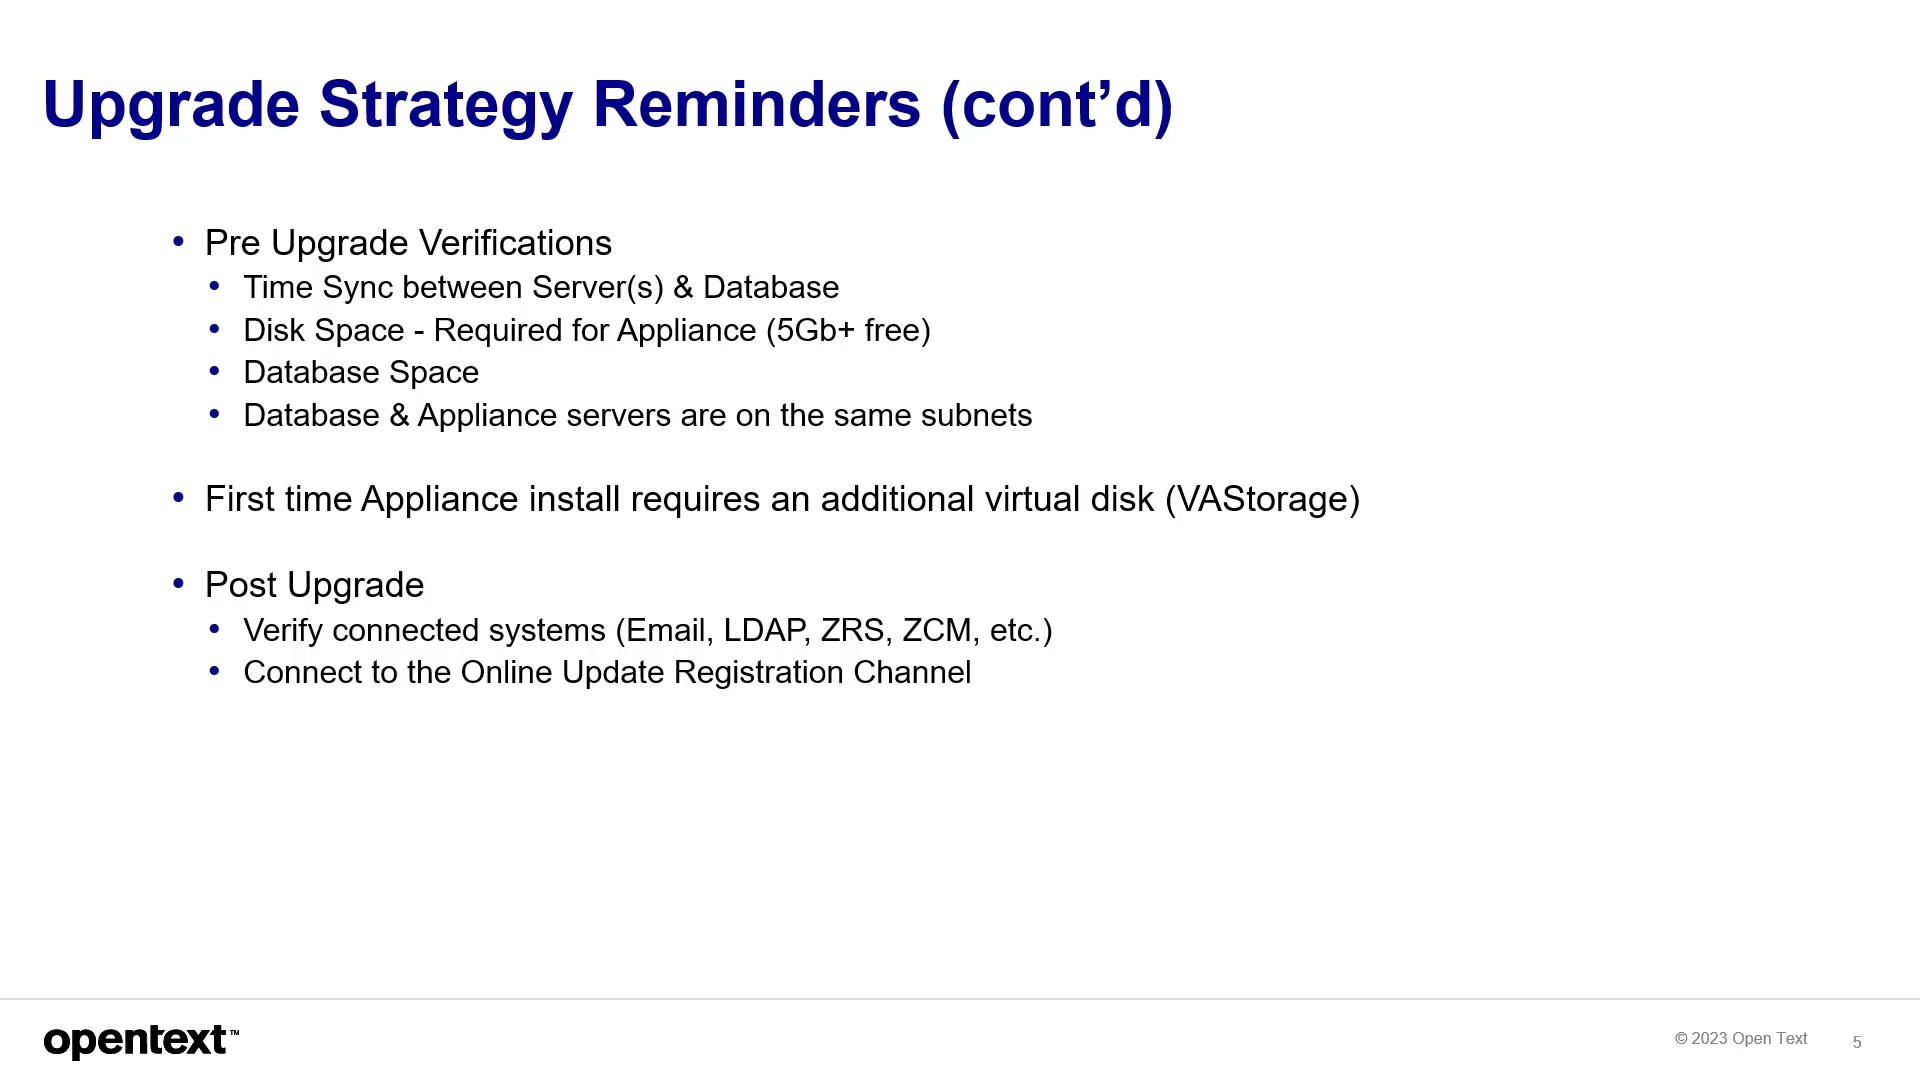 Upgrade Strategy Reminders (cont’d)
• Pre Upgrade Verifications
• Time Sync between Server(s) & Database
• Disk Space - Required for Appliance (5Gb+ free)
• Database Space
• Database & Appliance servers are on the same subnets
• First time Appliance install requires an additional virtual disk (VAStorage)
• Post Upgrade
• Verify connected systems (Email, LDAP, ZRS, ZCM, etc.)
• Connect to the Online Update Registration Channel
opentext™
© 2023 Open Text 5